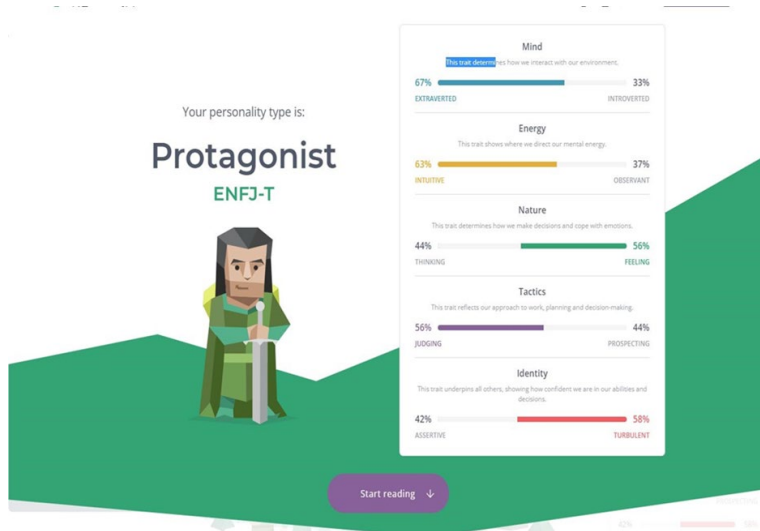 Your personality type is:
Protagonist
ENFJ-T
Mind
This trait determines how we interact with our environment.
67% 33%
EXTRAVERTED INTROVERTED
Energy
This trait shows where we direct our mental energy.
63% 37%
INTUITIVE OBSERVANT
Nature
This trait determines how we make decisions and cope with emotions.
44% 56%
THINKING FEELING
Tactics
This trait reflects our approach to work, planning and decision-making.
56% 44%
JUDGING PROSPECTING
Identity
This trait underpins all others, showing how confident we are in our abilities and
decisions.
42% 58%
ASSERTIVE TURBULENT
Start reading
42% 58%